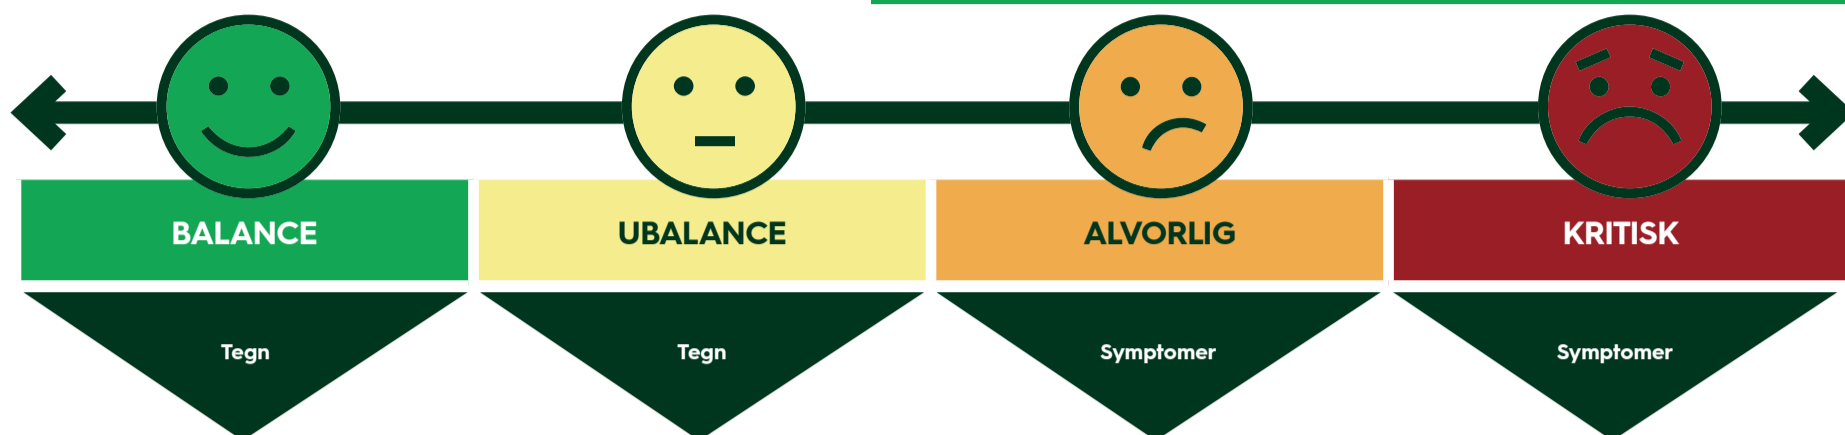 BALANCE
UBALANCE
ALVORLIG
KRITISK
Tegn
Tegn
Symptomer
Symptomer